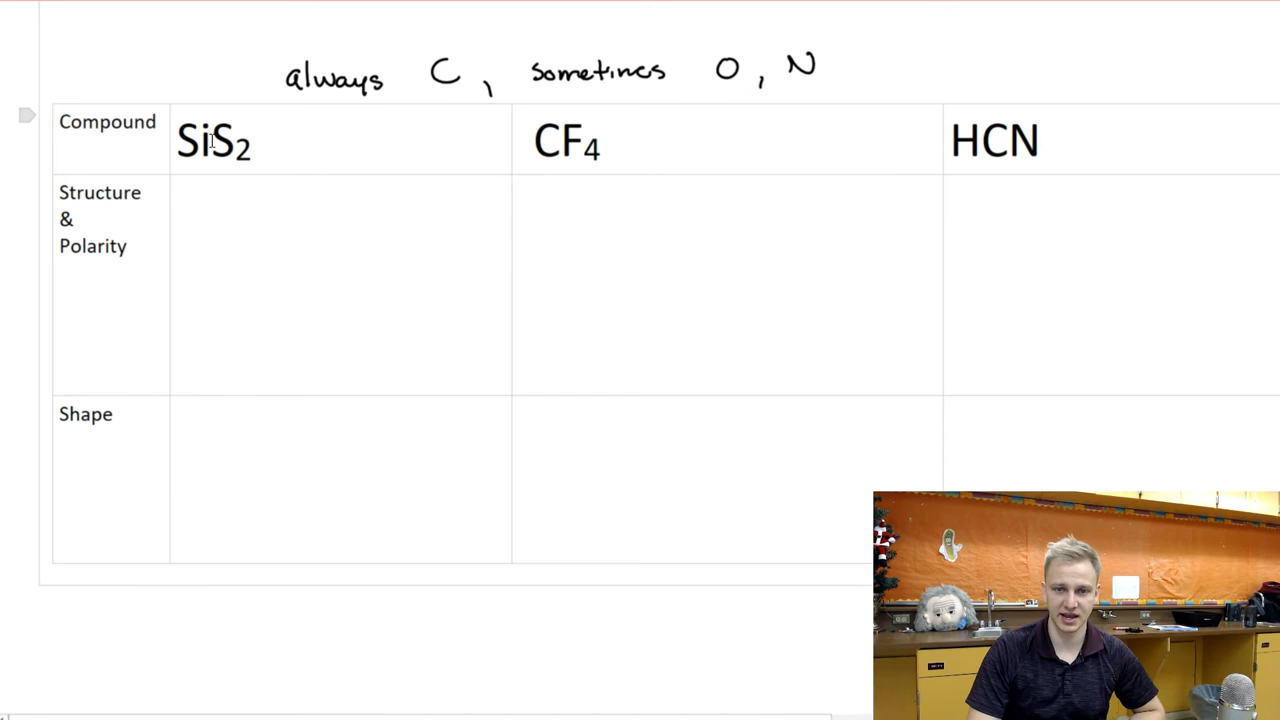 always C, sometimes O, N
Compound SiS₂ CF₄ HCN
Structure
&
Polarity
Shape